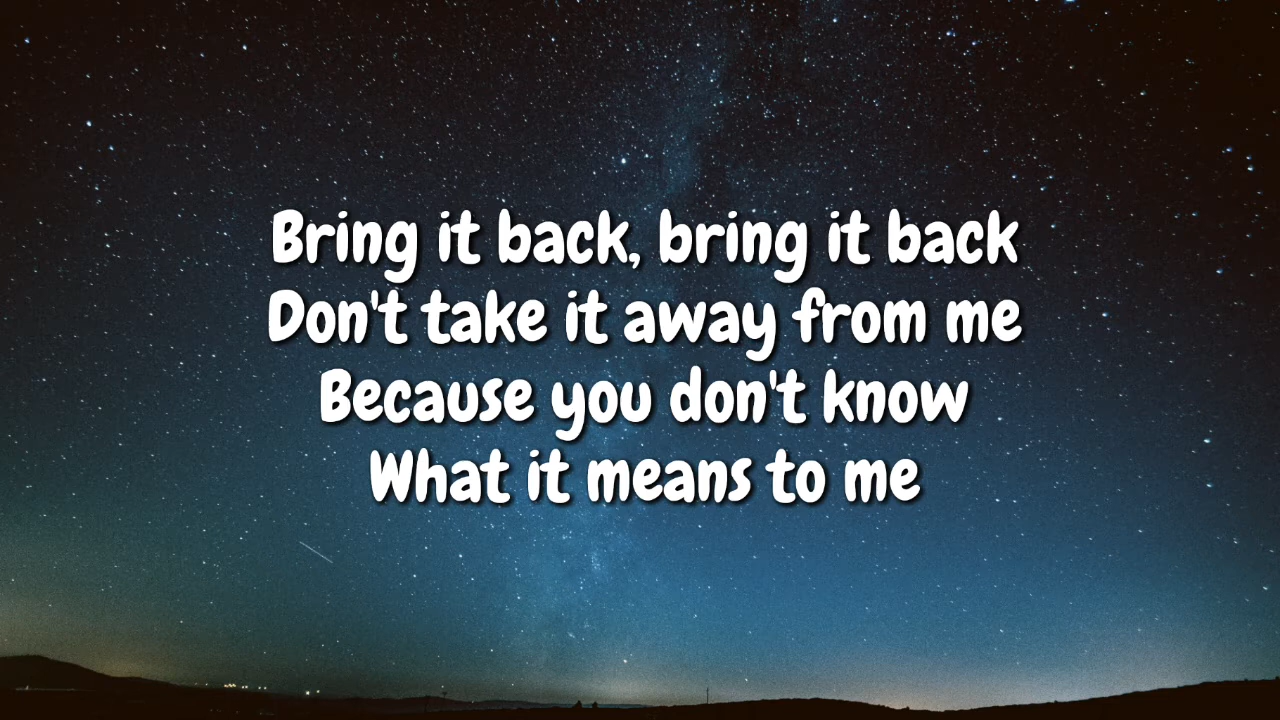 Bring it back, bring it back
Don't take it away from me
Because you don't know
What it means to me